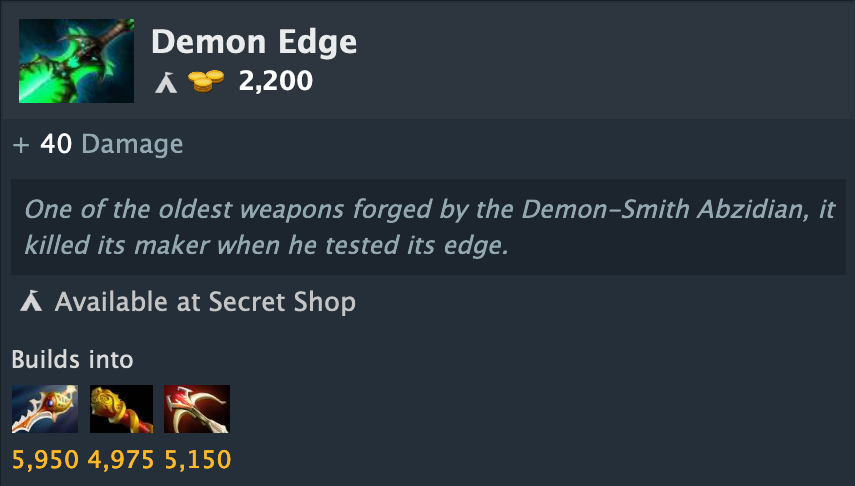 Demon Edge
2,200
+ 40 Damage
One of the oldest weapons forged by the Demon-Smith Abzidian, it
killed its maker when he tested its edge.
Available at Secret Shop
Builds into
5,950 4,975 5,150